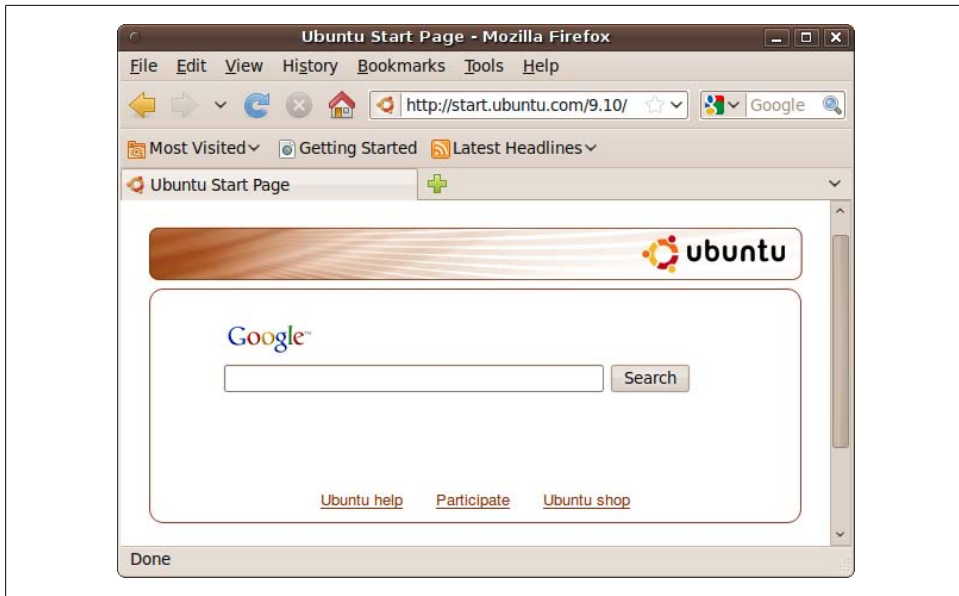 Ubuntu Start Page - Mozilla Firefox
File Edit View History Bookmarks Tools Help
http://start.ubuntu.com/9.10/ Google
Most Visited Getting Started Latest Headlines
Ubuntu Start Page
ubuntu
Google™
Search
Ubuntu help Participate Ubuntu shop
Done